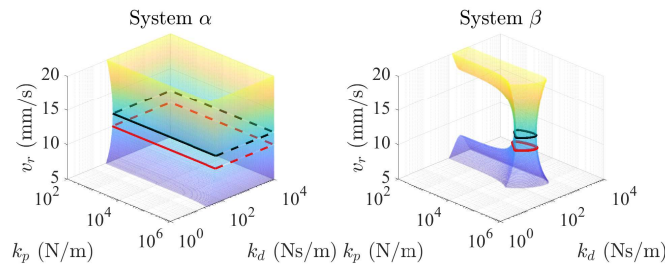 System α
System β
v_r (mm/s)
20
15
10
5
10^2
10^4
10^6
k_p (N/m)
10^0
10^2
10^4
k_d (Ns/m)
v_r (mm/s)
20
15
10
5
10^2
10^4
10^6
k_p (N/m)
10^0
10^2
10^4
k_d (Ns/m)